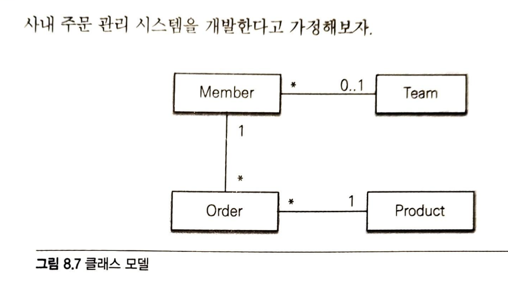 사내 주문 관리 시스템을 개발한다고 가정해보자.
Member * 0..1 Team
1
*
Order * 1 Product
그림 8.7 클래스 모델